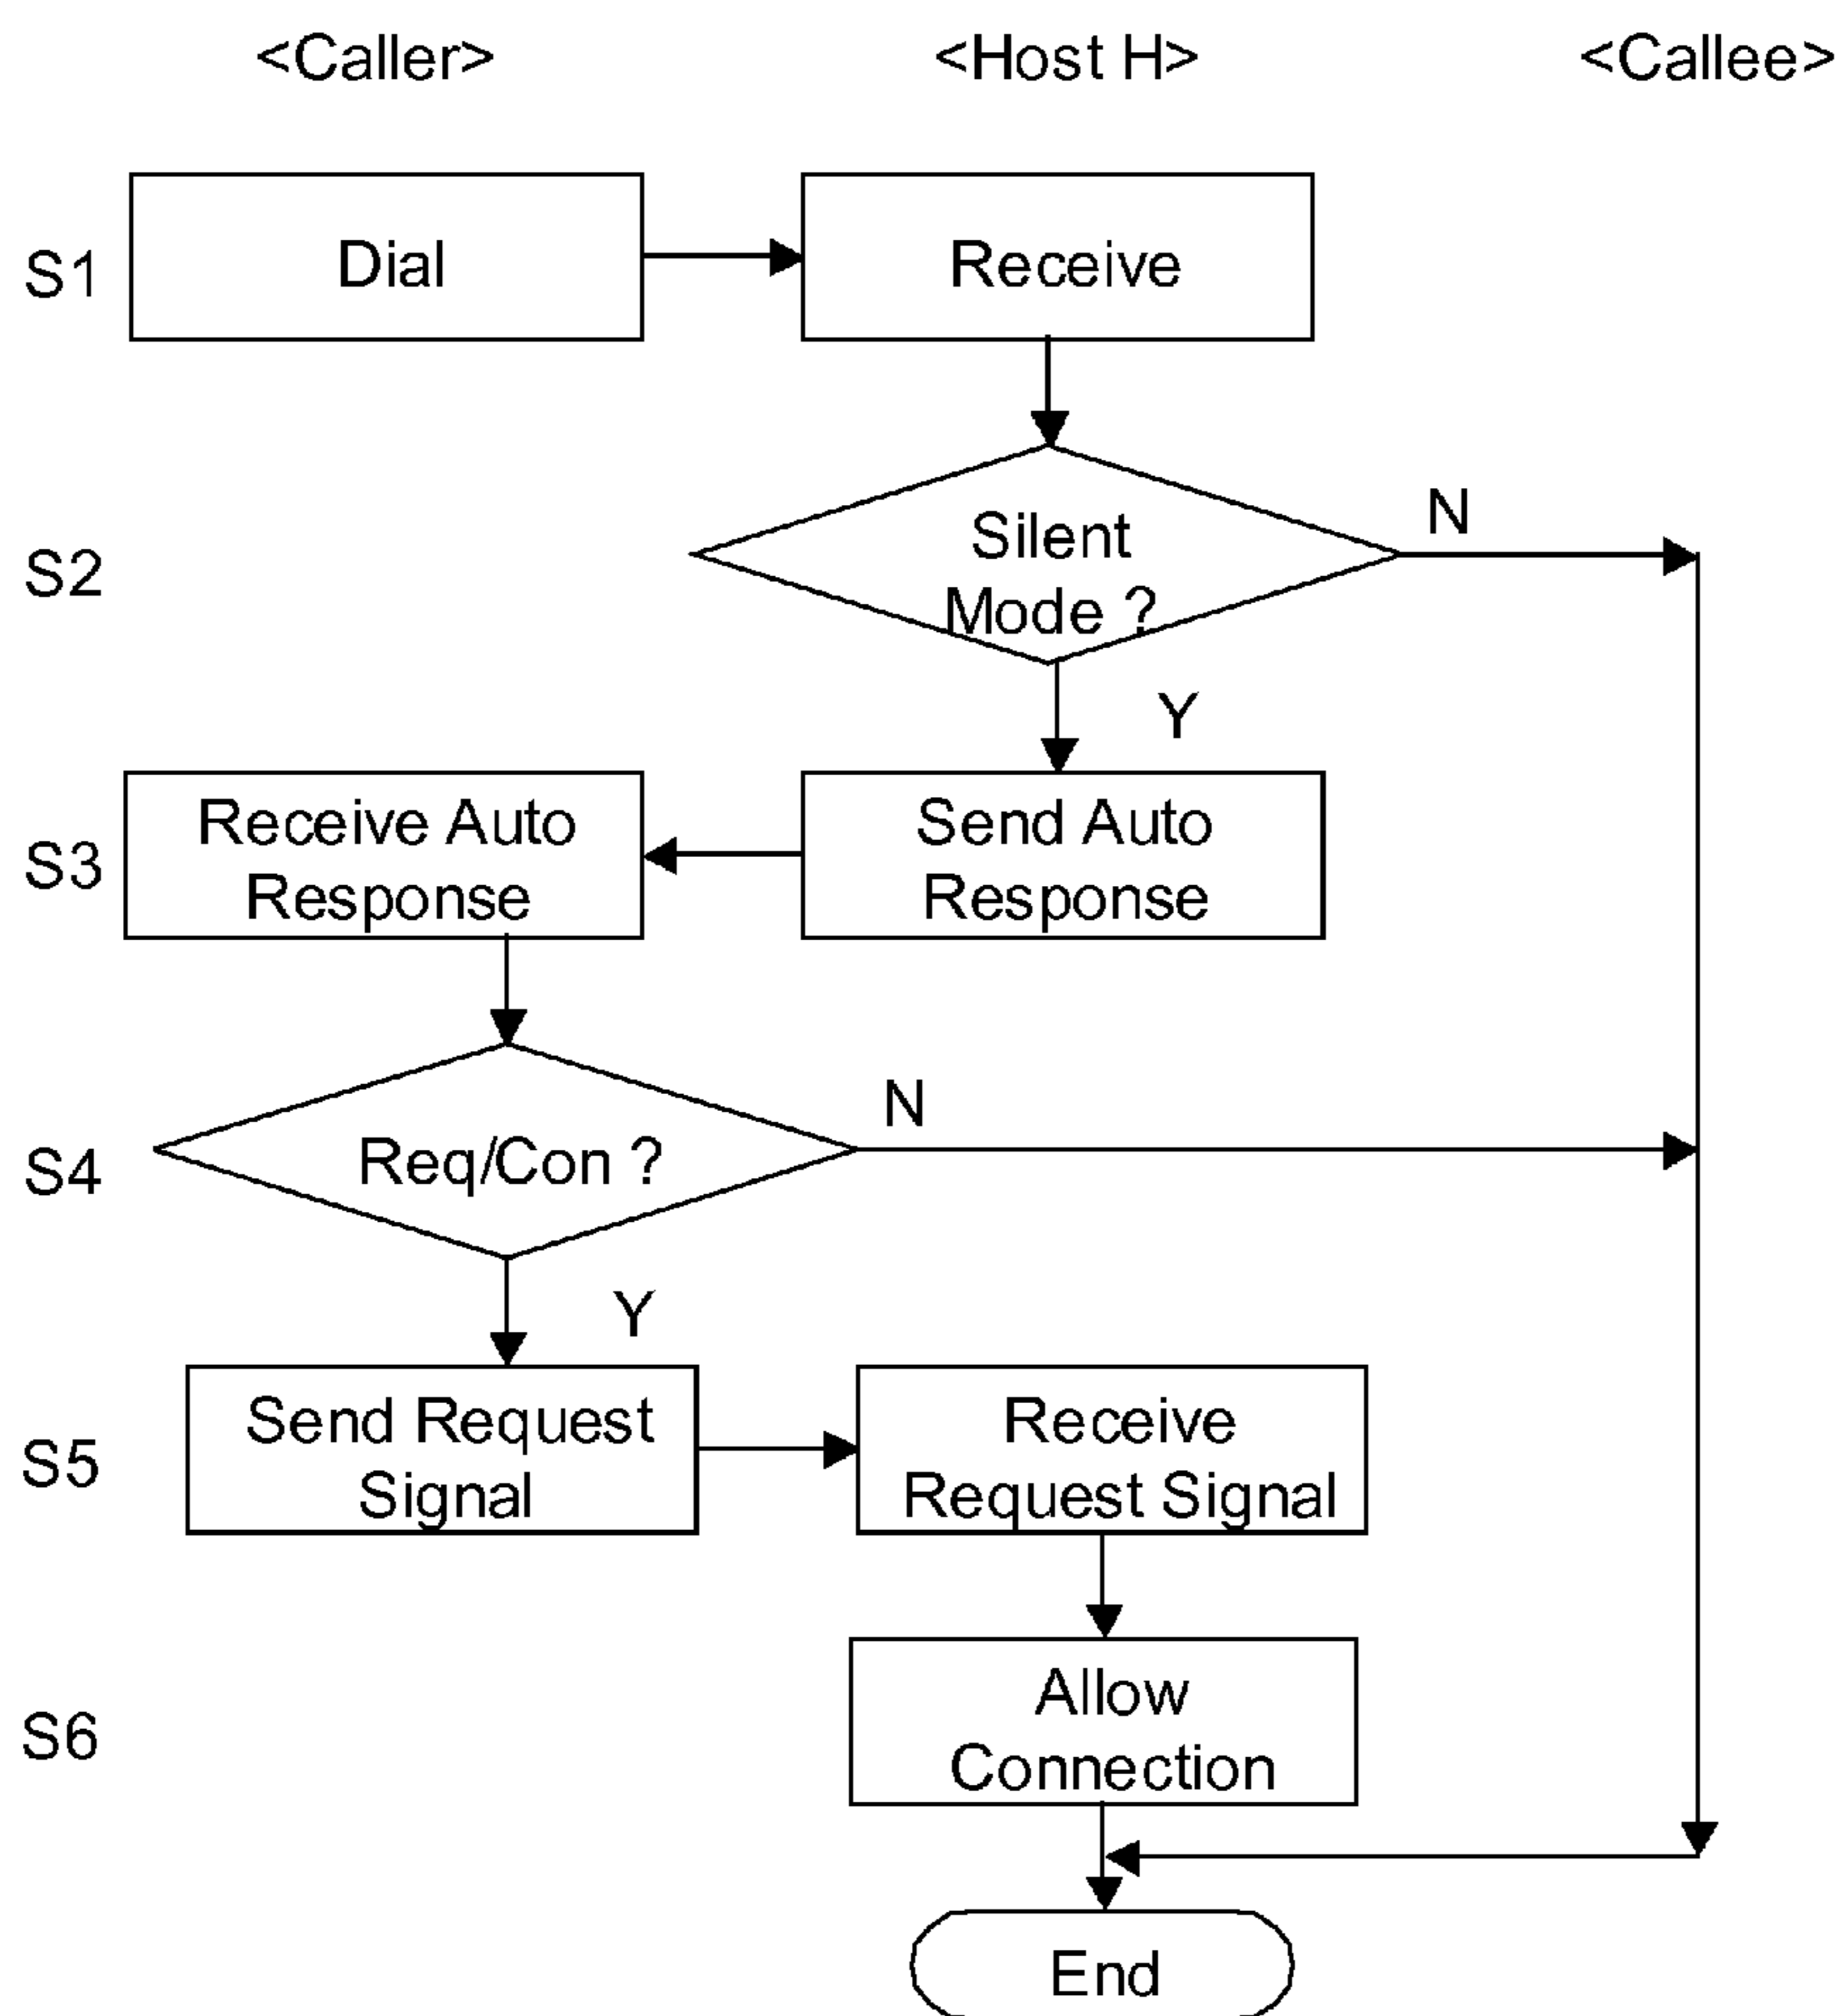 <Caller> <Host H> <Callee>
S1 Dial Receive
Silent
Mode ?
N
S2
Y
S3
Receive Auto
Response
Send Auto
Response
S4
Req/Con ?
N
Y
S5
Send Request
Signal
Receive
Request Signal
S6
Allow
Connection
End